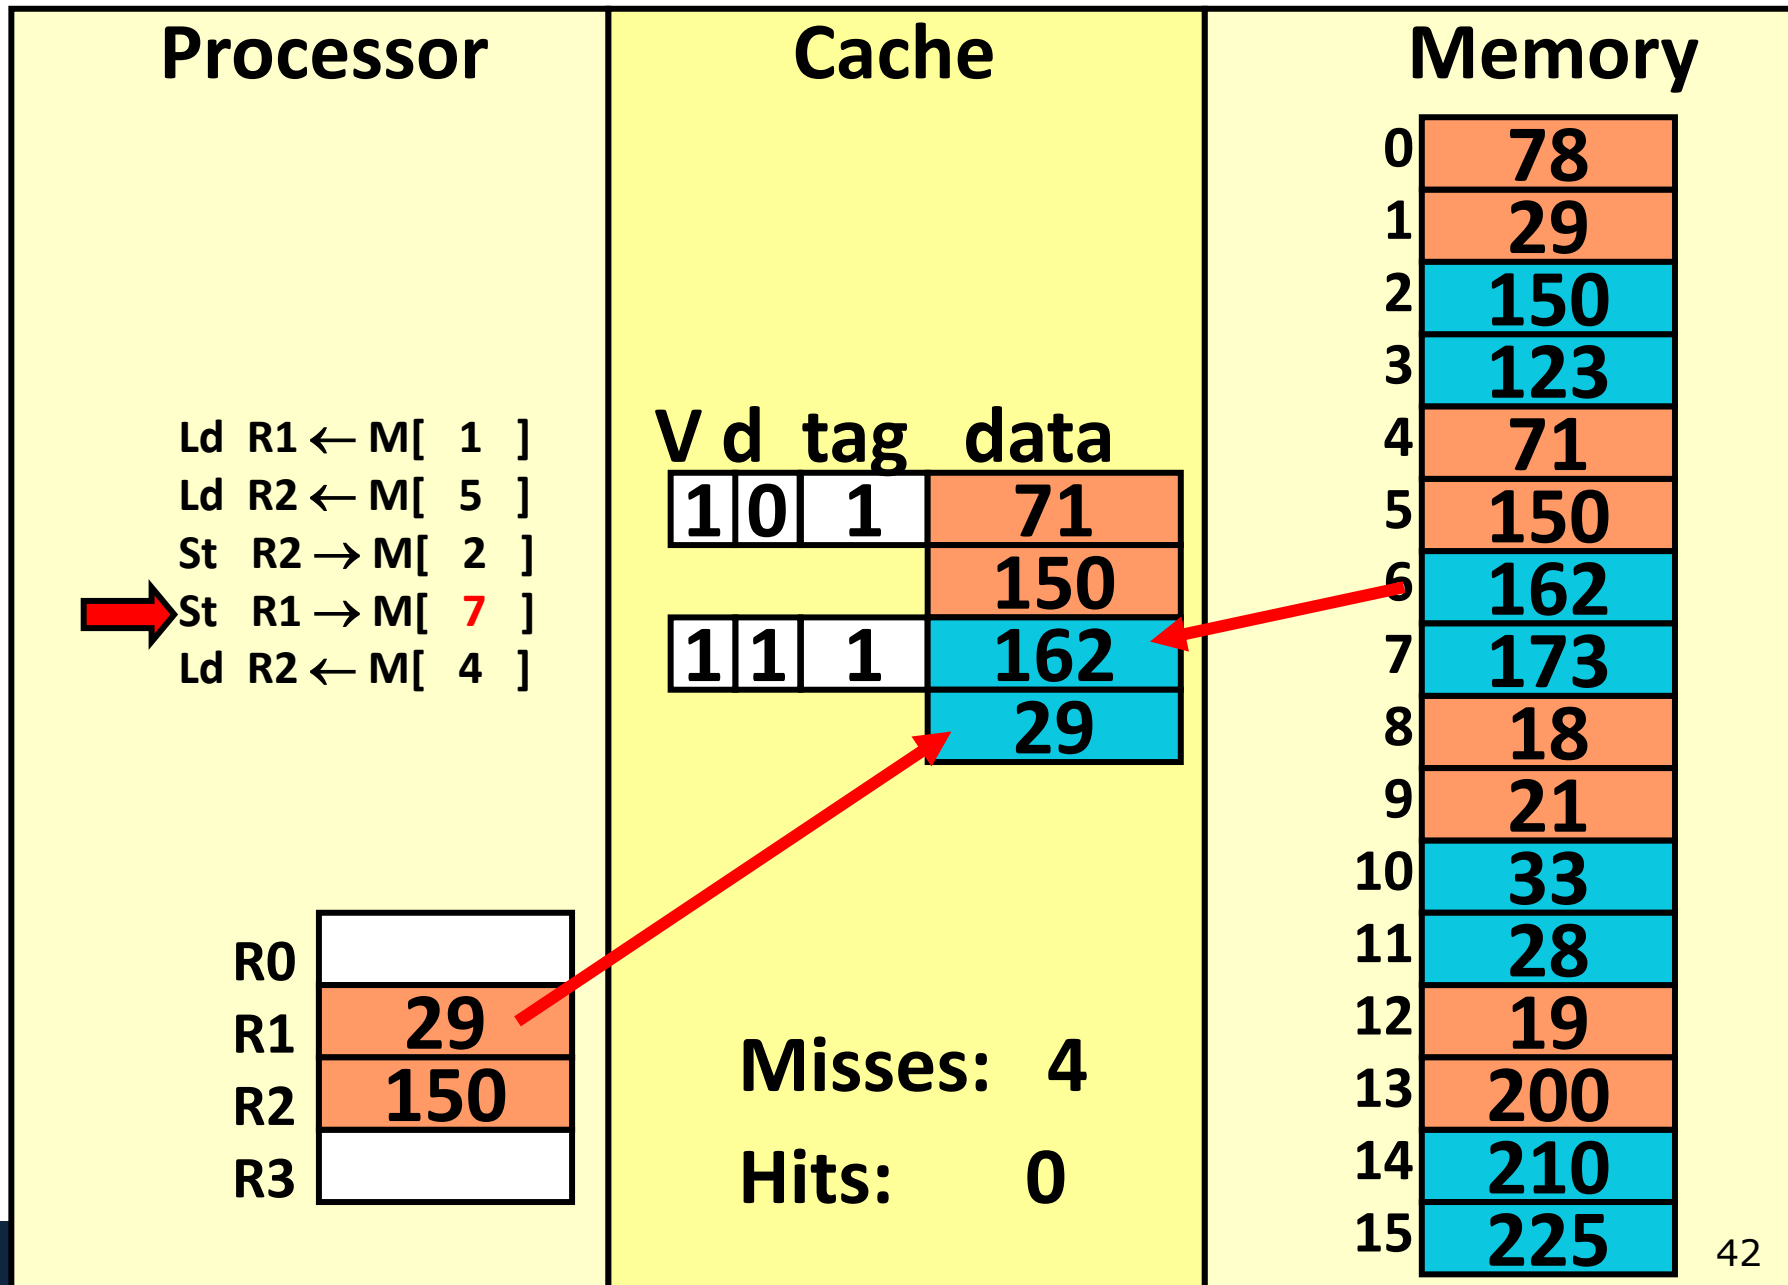 Processor
Ld R1 ← M[ 1 ]
Ld R2 ← M[ 5 ]
St R2 → M[ 2 ]
St R1 → M[ 7 ]
Ld R2 ← M[ 4 ]
R0
R1 29
R2 150
R3
Cache
V d tag data
1 0 1 71
150
1 1 1 162
29
Misses: 4
Hits: 0
Memory
0 78
1 29
2 150
3 123
4 71
5 150
6 162
7 173
8 18
9 21
10 33
11 28
12 19
13 200
14 210
15 225
42